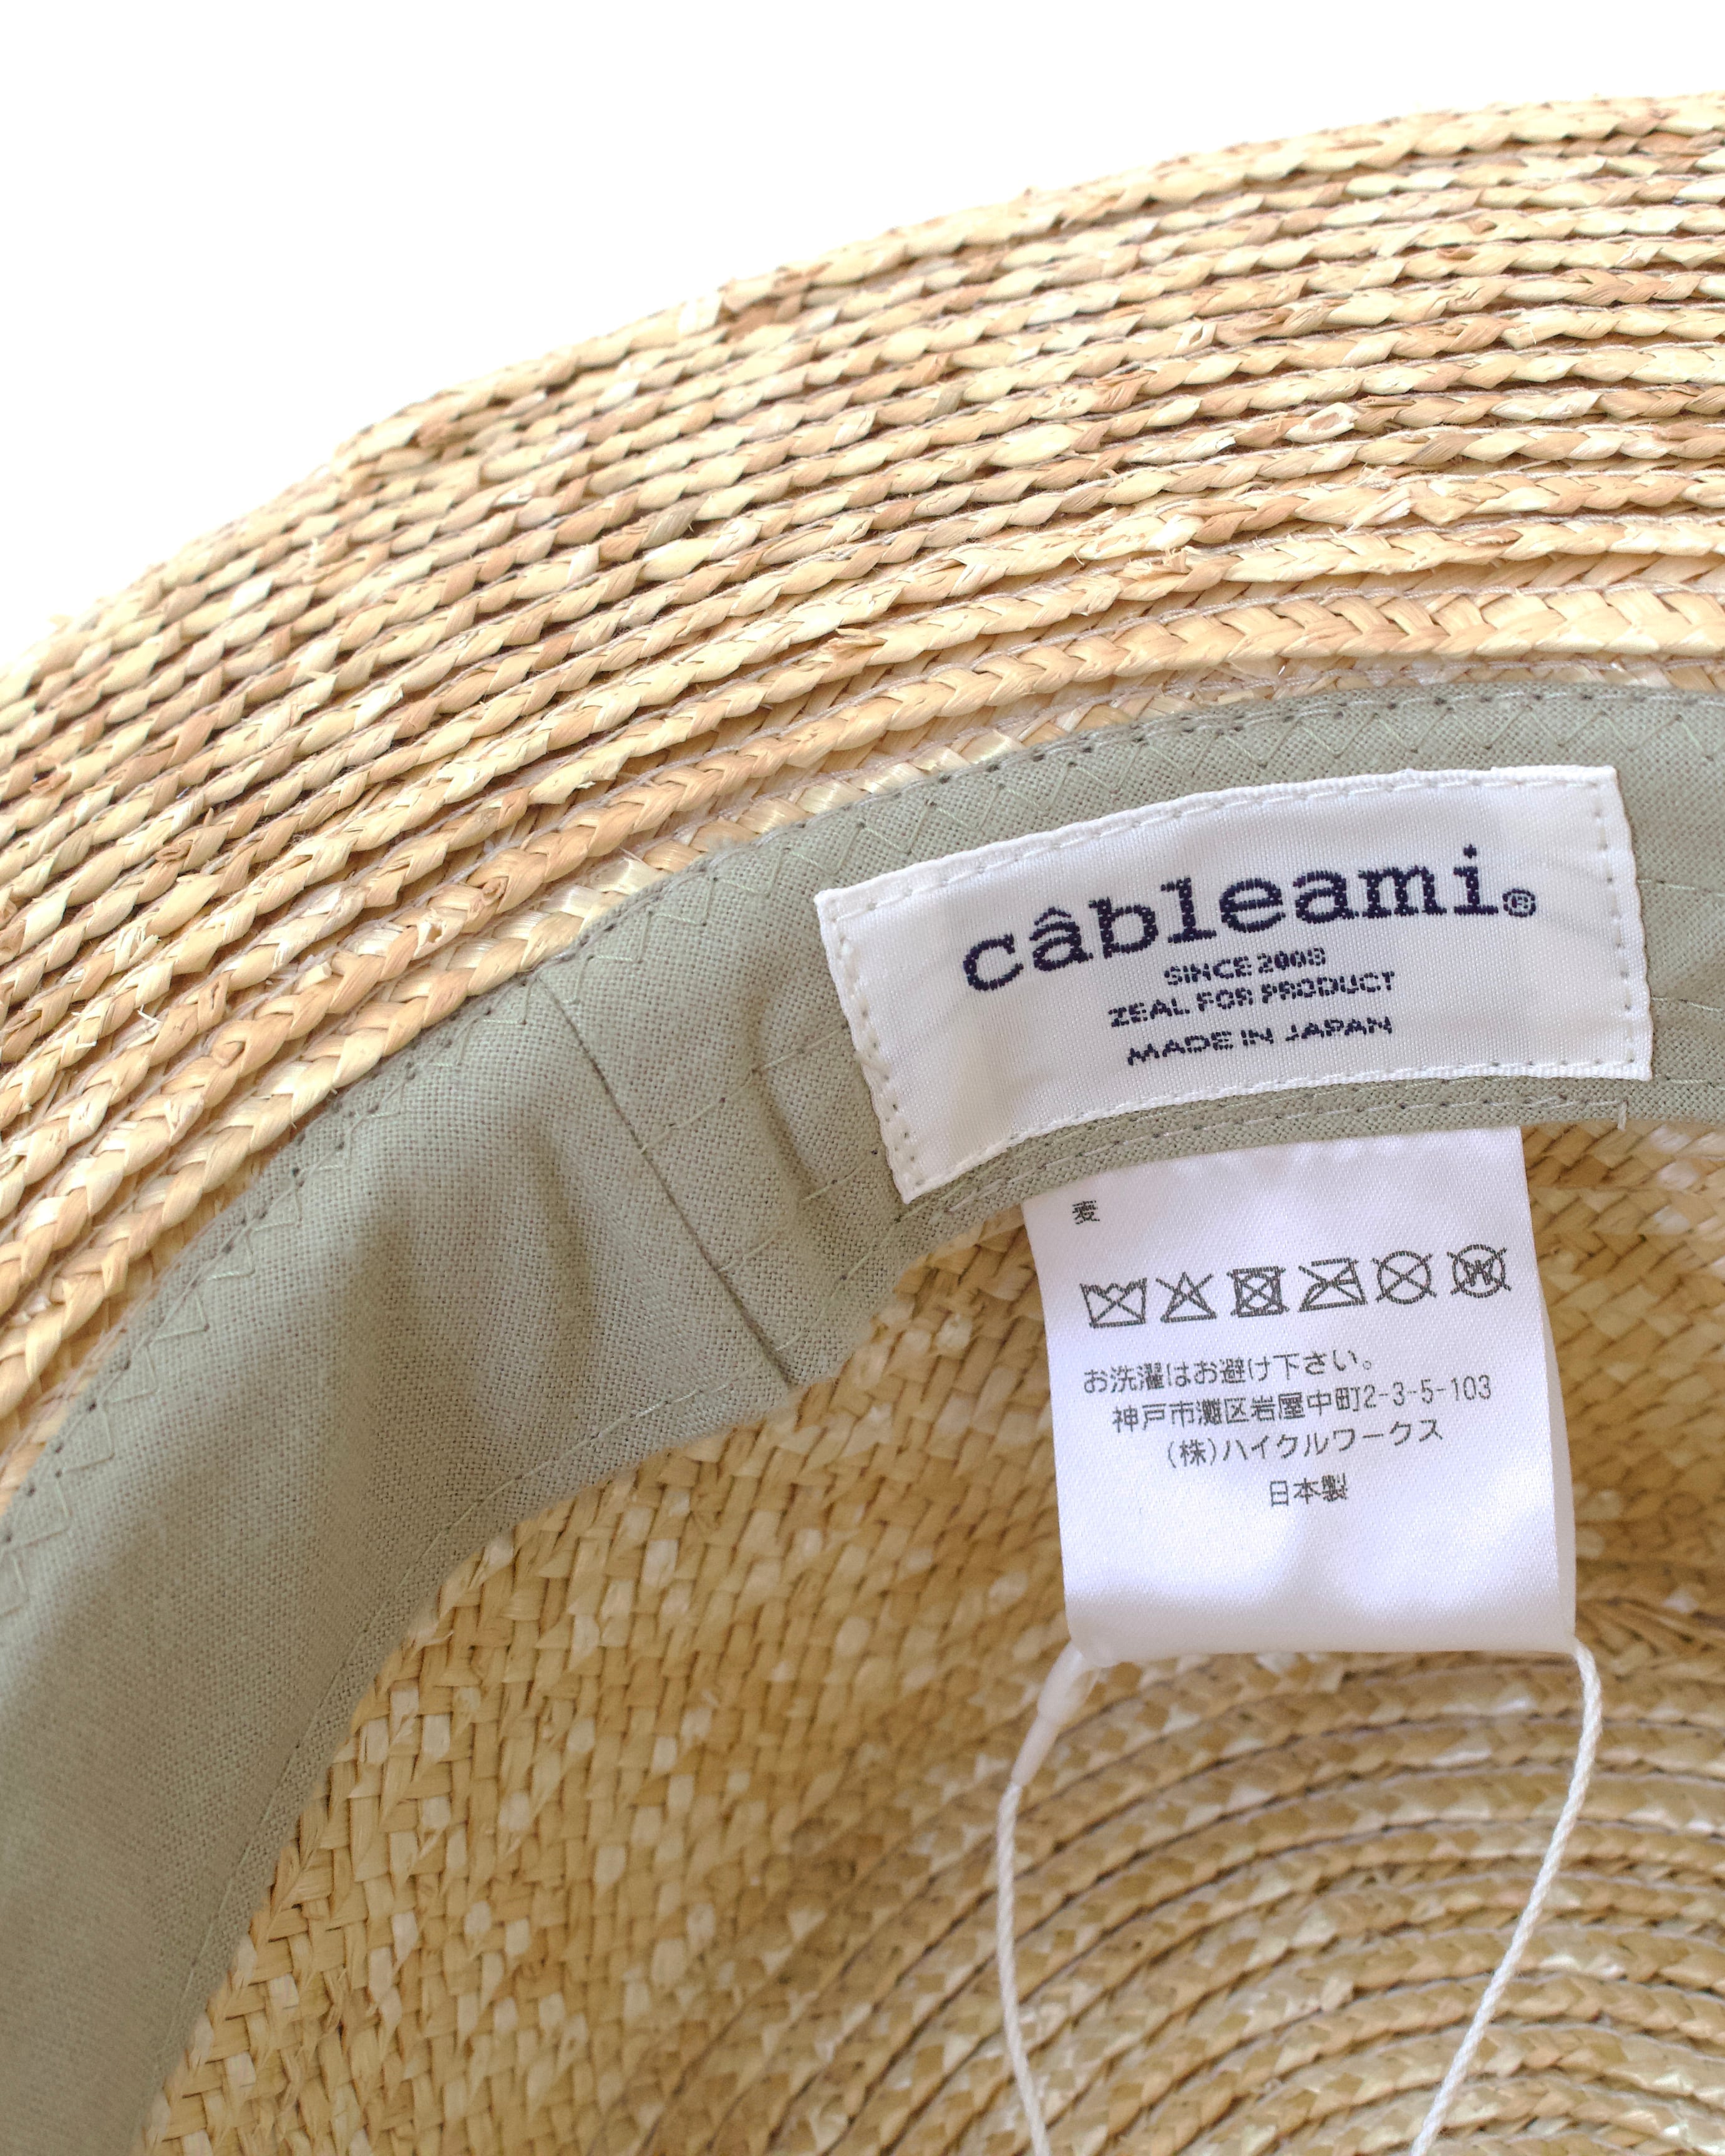 câbleami®
SINCE 2008
ZEAL FOR PRODUCT
MADE IN JAPAN
麦
お洗濯はお避け下さい。
神戸市灘区岩屋中町2-3-5-103
(株)ハイクルワークス
日本製